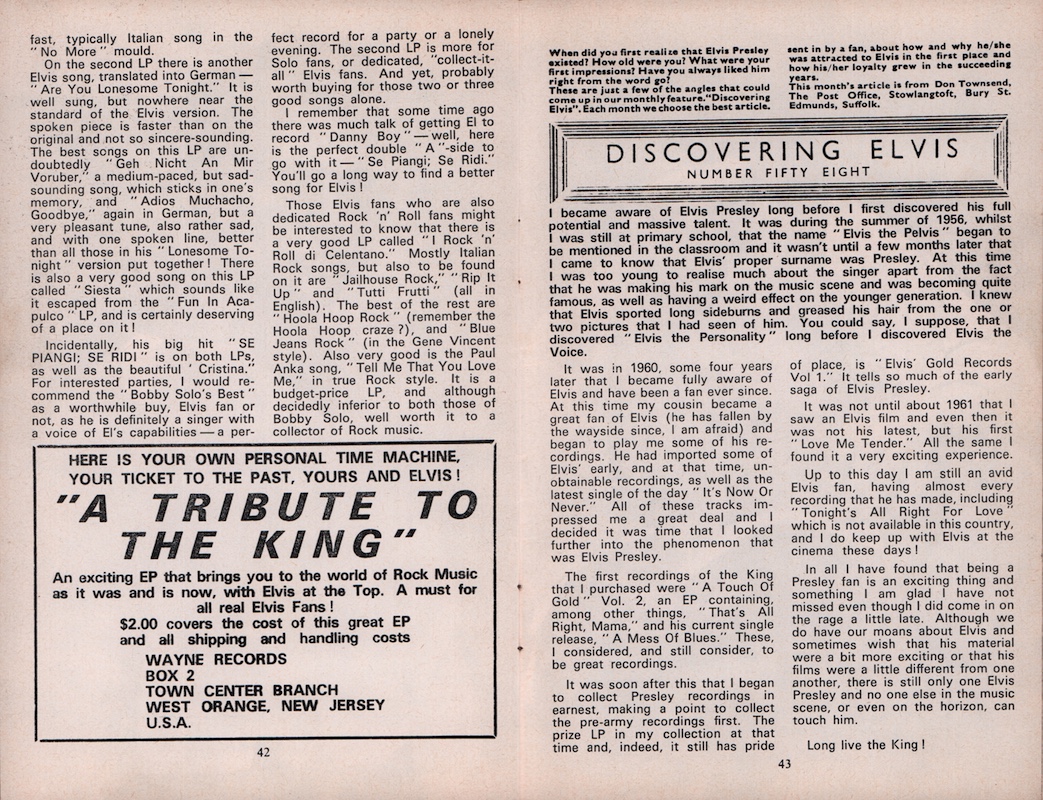 fast, typically Italian song in the
"No More" mould.
On the second LP there is another
Elvis song, translated into German—
"Are You Lonesome Tonight." It is
well sung, but nowhere near the
standard of the Elvis version. The
spoken piece is faster than on the
original and not so sincere-sounding.
The best songs on this LP are un-
doubtedly "Geh Nicht An Mir
Voruber," a medium-paced, but sad-
sounding song, which sticks in one's
memory, and "Adios Muchacho,
Goodbye," again in German, but a
very pleasant tune, also rather sad,
and with one spoken line, better
than all those in his "Lonesome To-
night" version put together! There
is also a very good song on this LP
called "Siesta" which sounds like
it escaped from the "Fun In Aca-
pulco" LP, and is certainly deserving
of a place on it!
Incidentally, his big hit "SE
PIANGI; SE RIDI" is on both LPs,
as well as the beautiful ' Cristina."
For interested parties, I would re-
commend the "Bobby Solo's Best"
as a worthwhile buy, Elvis fan or
not, as he is definitely a singer with
a voice of El's capabilities—a per-
fect record for a party or a lonely
evening. The second LP is more for
Solo fans, or dedicated, "collect-it-
all" Elvis fans. And yet, probably
worth buying for those two or three
good songs alone.
I remember that some time ago
there was much talk of getting El to
record "Danny Boy"—well, here
is the perfect double "A"-side to
go with it—"Se Piangi; Se Ridi."
You'll go a long way to find a better
song for Elvis!
Those Elvis fans who are also
dedicated Rock 'n' Roll fans might
be interested to know that there is
a very good LP called "I Rock 'n'
Roll di Celentano." Mostly Italian
Rock songs, but also to be found
on it are "Jailhouse Rock," "Rip It
Up" and "Tutti Frutti" (all in
English). The best of the rest are
"Hoola Hoop Rock" (remember the
Hoola Hoop craze?), and "Blue
Jeans Rock" (in the Gene Vincent
style). Also very good is the Paul
Anka song, "Tell Me That You Love
Me," in true Rock style. It is a
budget-price LP, and although
decidedly inferior to both those of
Bobby Solo, well worth it to a
collector of Rock music.
HERE IS YOUR OWN PERSONAL TIME MACHINE,
YOUR TICKET TO THE PAST, YOURS AND ELVIS!
"A TRIBUTE TO
THE KING"
An exciting EP that brings you to the world of Rock Music
as it was and is now, with Elvis at the Top. A must for
all real Elvis Fans!
$2.00 covers the cost of this great EP
and all shipping and handling costs
WAYNE RECORDS
BOX 2
TOWN CENTER BRANCH
WEST ORANGE, NEW JERSEY
U.S.A.
42
When did you first realize that Elvis Presley
existed? How old were you? What were your
first impressions? Have you always liked him
right from the word go?
These are just a few of the angles that could
come up in our monthly feature."Discovering
Elvis". Each month we choose the best article.
sent in by a fan, about how and why he/she
was attracted to Elvis in the first place and
how his/her loyalty grew in the succeeding
years.
This month's article is from Don Townsend,
The Post Office, Stowlangtoft, Bury St.
Edmunds, Suffolk.
DISCOVERING ELVIS
NUMBER FIFTY EIGHT
I became aware of Elvis Presley long before I first discovered his full
potential and massive talent. It was during the summer of 1956, whilst
I was still at primary school, that the name "Elvis the Pelvis" began to
be mentioned in the classroom and it wasn't until a few months later that
I came to know that Elvis' proper surname was Presley. At this time
I was too young to realise much about the singer apart from the fact
that he was making his mark on the music scene and was becoming quite
famous, as well as having a weird effect on the younger generation. I knew
that Elvis sported long sideburns and greased his hair from the one or
two pictures that I had seen of him. You could say, I suppose, that I
discovered "Elvis the Personality" long before I discovered Elvis the
Voice.
It was in 1960, some four years
later that I became fully aware of
Elvis and have been a fan ever since.
At this time my cousin became a
great fan of Elvis (he has fallen by
the wayside since, I am afraid) and
began to play me some of his re-
cordings. He had imported some of
Elvis' early, and at that time, un-
obtainable recordings, as well as the
latest single of the day "It's Now Or
Never." All of these tracks im-
pressed me a great deal and I
decided it was time that I looked
further into the phenomenon that
was Elvis Presley.
The first recordings of the King
that I purchased were "A Touch Of
Gold" Vol. 2, an EP containing,
among other things, "That's All
Right, Mama," and his current single
release, "A Mess Of Blues." These,
I considered, and still consider, to
be great recordings.
It was soon after this that I began
to collect Presley recordings in
earnest, making a point to collect
the pre-army recordings first. The
prize LP in my collection at that
time and, indeed, it still has pride
of place, is "Elvis' Gold Records
Vol 1." It tells so much of the early
saga of Elvis Presley.
It was not until about 1961 that I
saw an Elvis film and even then it
was not his latest, but his first
"Love Me Tender." All the same I
found it a very exciting experience.
Up to this day I am still an avid
Elvis fan, having almost every
recording that he has made, including
"Tonight's All Right For Love"
which is not available in this country,
and I do keep up with Elvis at the
cinema these days!
In all I have found that being a
Presley fan is an exciting thing and
something I am glad I have not
missed even though I did come in on
the rage a little late. Although we
do have our moans about Elvis and
sometimes wish that his material
were a bit more exciting or that his
films were a little different from one
another, there is still only one Elvis
Presley and no one else in the music
scene, or even on the horizon, can
touch him.
Long live the King!
43